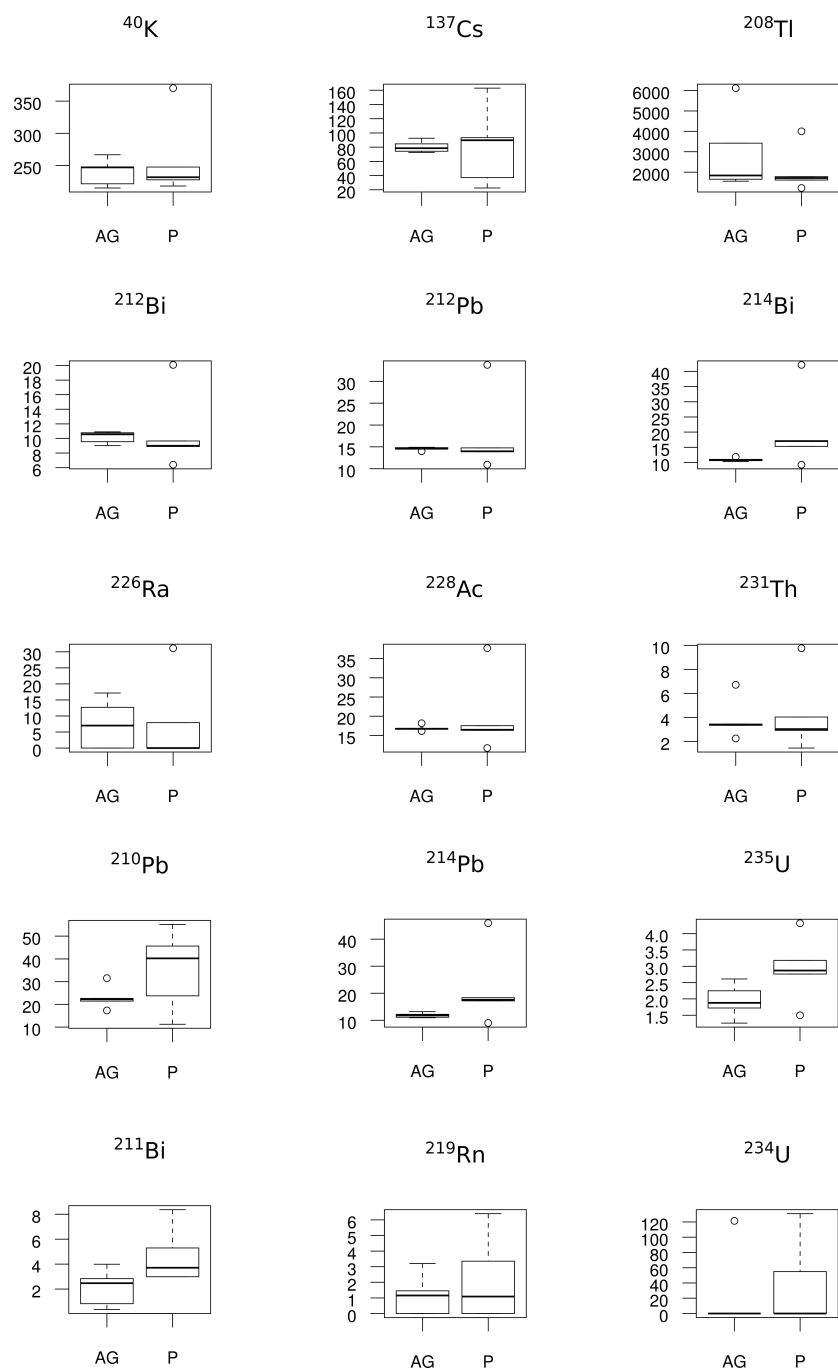 ⁴⁰K
350
300
250
AG P
¹³⁷Cs
160
140
120
100
80
60
40
20
AG P
²⁰⁸Tl
6000
5000
4000
3000
2000
AG P
²¹²Bi
20
18
16
14
12
10
8
6
AG P
²¹²Pb
30
25
20
15
10
AG P
²¹⁴Bi
40
35
30
25
20
15
10
AG P
²²⁶Ra
30
25
20
15
10
5
0
AG P
²²⁸Ac
35
30
25
20
15
AG P
²³¹Th
10
8
6
4
2
AG P
²¹⁰Pb
50
40
30
20
10
AG P
²¹⁴Pb
40
30
20
10
AG P
²³⁵U
4.0
3.5
3.0
2.5
2.0
1.5
AG P
²¹¹Bi
8
6
4
2
AG P
²¹⁹Rn
6
5
4
3
2
1
0
AG P
²³⁴U
120
100
80
60
40
20
0
AG P